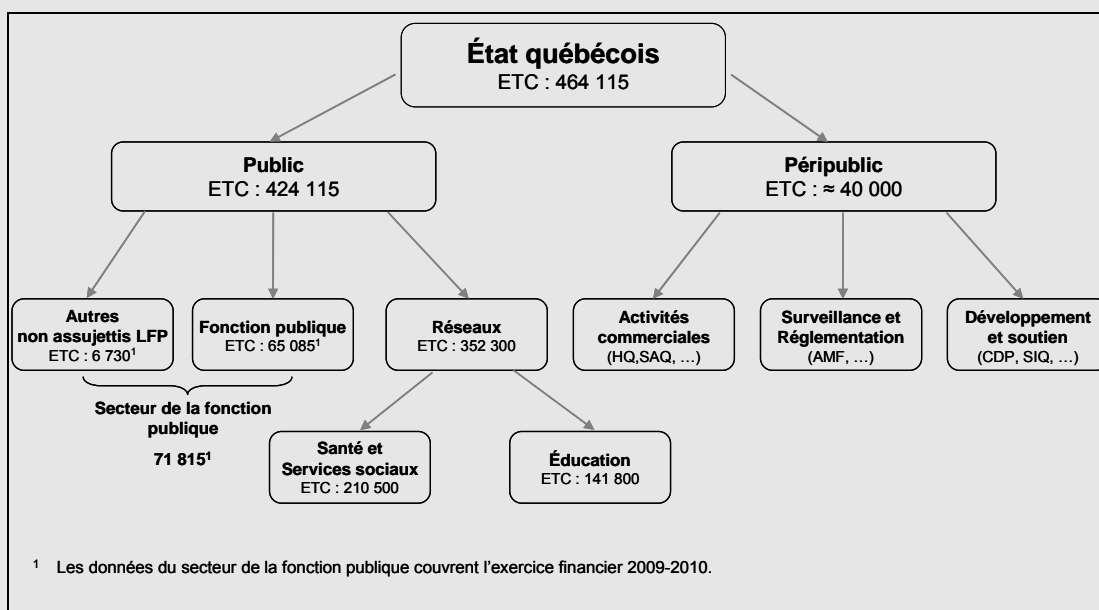 État québécois
ETC : 464 115
Public
ETC : 424 115
Péripublic
ETC : ≈ 40 000
Autres
non assujettis LFP
ETC : 6 730¹
Fonction publique
ETC : 65 085¹
Réseaux
ETC : 352 300
Activités
commerciales
(HQ,SAQ, …)
Surveillance et
Réglementation
(AMF, …)
Développement
et soutien
(CDP, SIQ, …)
Secteur de la fonction
publique
71 815¹
Santé et
Services sociaux
ETC : 210 500
Éducation
ETC : 141 800
¹ Les données du secteur de la fonction publique couvrent l’exercice financier 2009-2010.